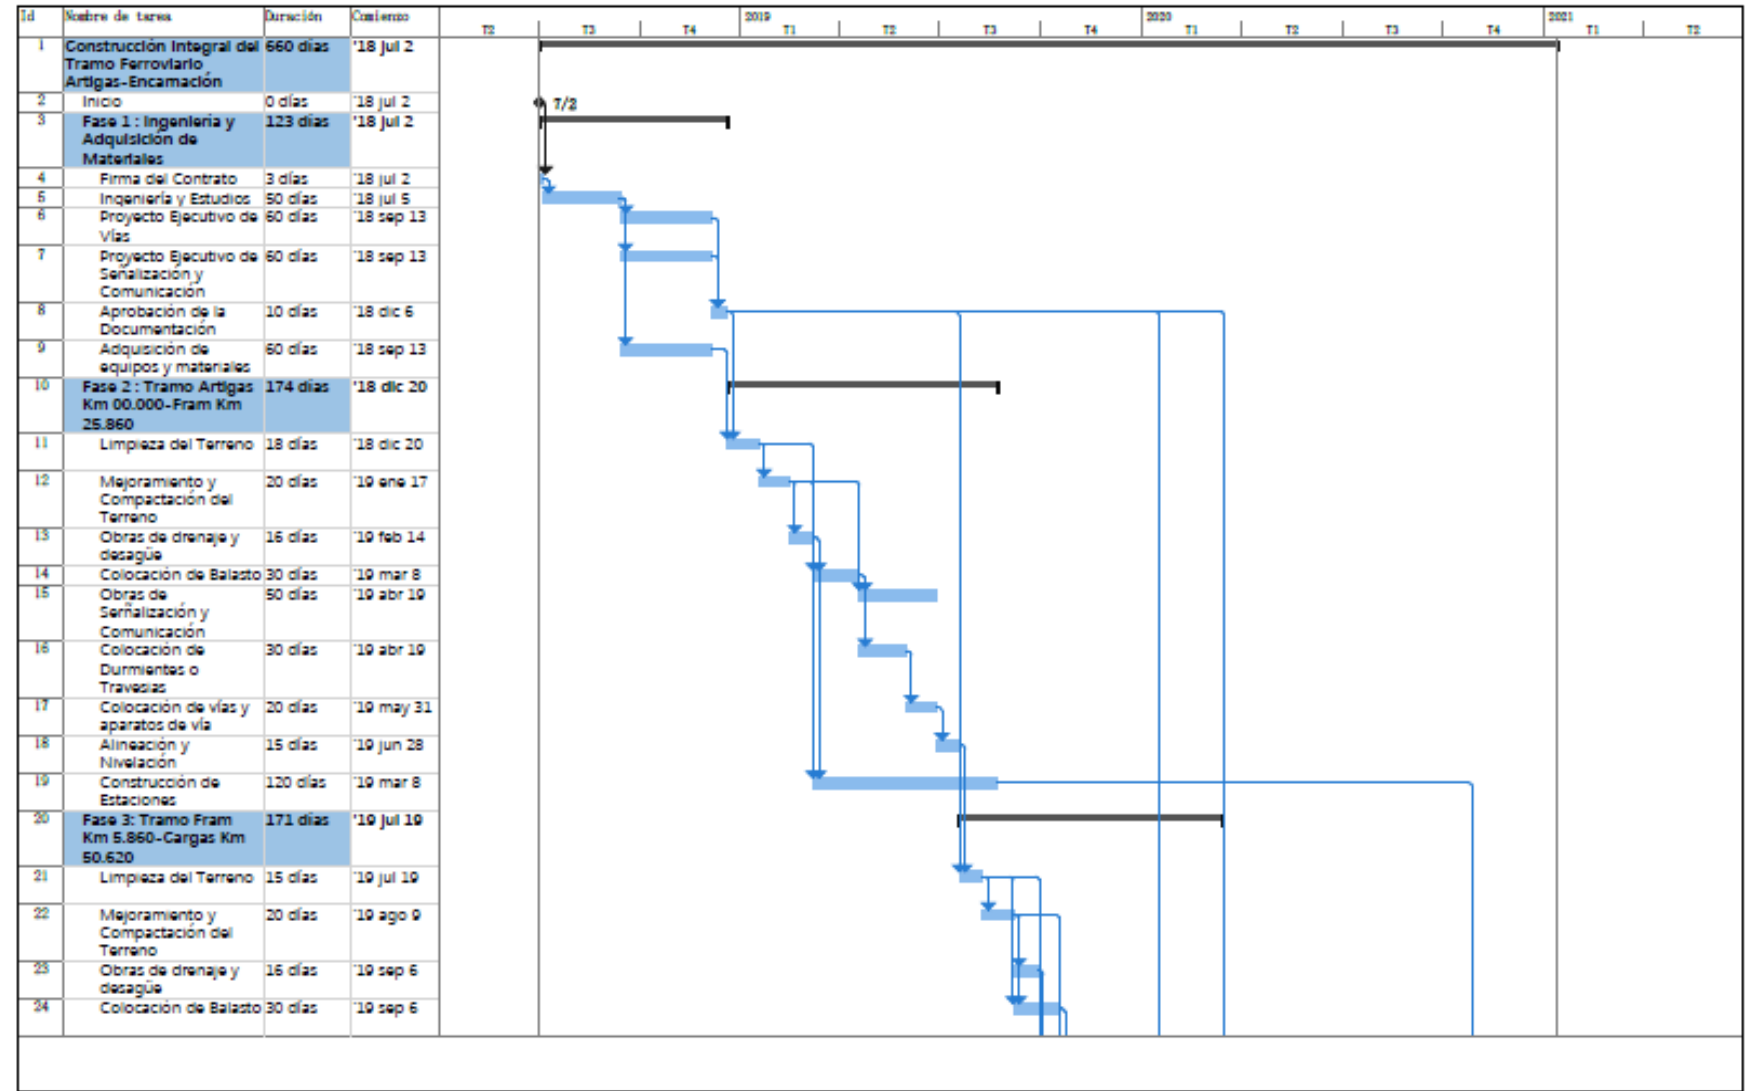 Id Nombre de tarea Duración Comienzo 2019 2020 2021
T2 T3 T4 T1 T2 T3 T4 T1 T2 T3 T4 T1 T2
1 Construcción Integral del 660 días '18 jul 2
Tramo Ferroviario
Artigas-Encarnación
2 Inicio 0 días '18 jul 2 7/2
3 Fase 1 : Ingeniería y 123 días '18 jul 2
Adquisición de
Materiales
4 Firma del Contrato 3 días '18 jul 2
5 Ingeniería y Estudios 50 días '18 jul 5
6 Proyecto Ejecutivo de 60 días '18 sep 13
Vías
7 Proyecto Ejecutivo de 60 días '18 sep 13
Señalización y
Comunicación
8 Aprobación de la 10 días '18 dic 6
Documentación
9 Adquisición de 60 días '18 sep 13
equipos y materiales
10 Fase 2 : Tramo Artigas 174 días '18 dic 20
Km 00.000-Fram Km
25.860
11 Limpieza del Terreno 18 días '18 dic 20
12 Mejoramiento y 20 días '19 ene 17
Compactación del
Terreno
13 Obras de drenaje y 16 días '19 feb 14
desagüe
14 Colocación de Balasto 30 días '19 mar 8
15 Obras de 50 días '19 abr 19
Serñalización y
Comunicación
16 Colocación de 30 días '19 abr 19
Durmientes o
Travesias
17 Colocación de vías y 20 días '19 may 31
aparatos de vía
18 Alineación y 15 días '19 jun 28
Nivelación
19 Construcción de 120 días '19 mar 8
Estaciones
20 Fase 3: Tramo Fram 171 días '19 jul 19
Km 5.860-Cargas Km
50.620
21 Limpieza del Terreno 15 días '19 jul 19
22 Mejoramiento y 20 días '19 ago 9
Compactación del
Terreno
23 Obras de drenaje y 16 días '19 sep 6
desagüe
24 Colocación de Balasto 30 días '19 sep 6